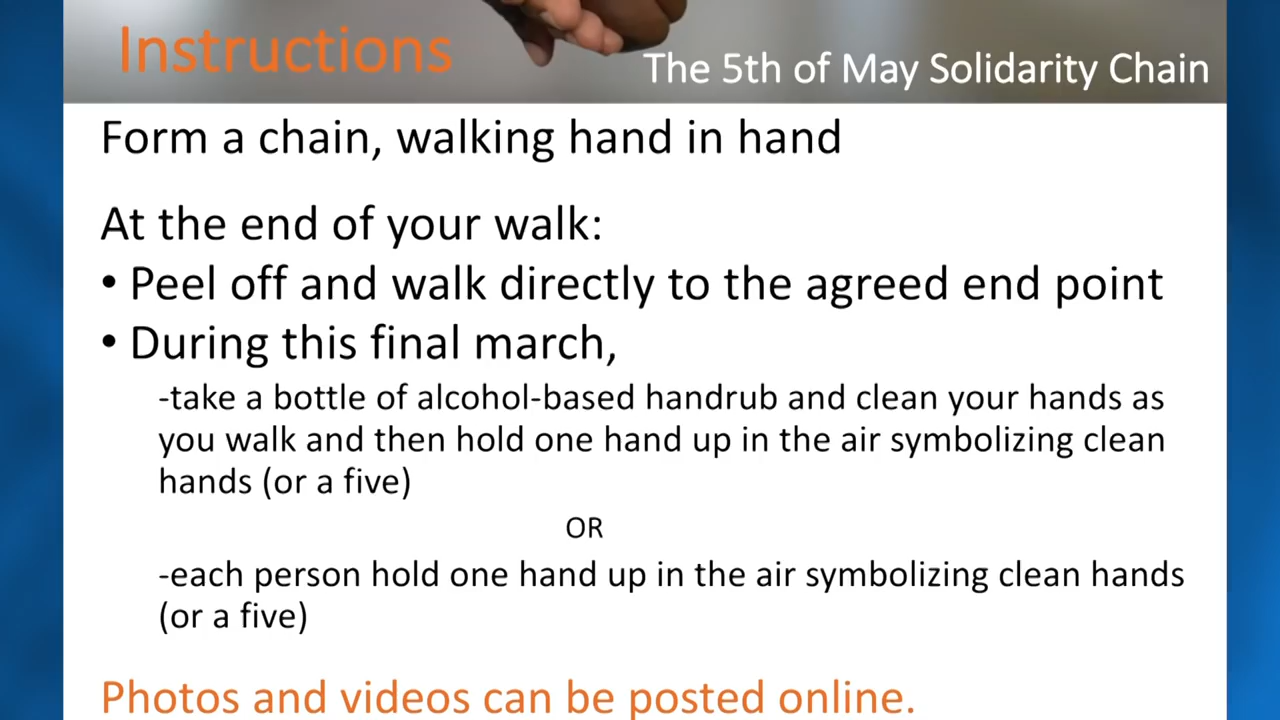 Instructions
The 5th of May Solidarity Chain
Form a chain, walking hand in hand
At the end of your walk:
• Peel off and walk directly to the agreed end point
• During this final march,
-take a bottle of alcohol-based handrub and clean your hands as
you walk and then hold one hand up in the air symbolizing clean
hands (or a five)
OR
-each person hold one hand up in the air symbolizing clean hands
(or a five)
Photos and videos can be posted online.